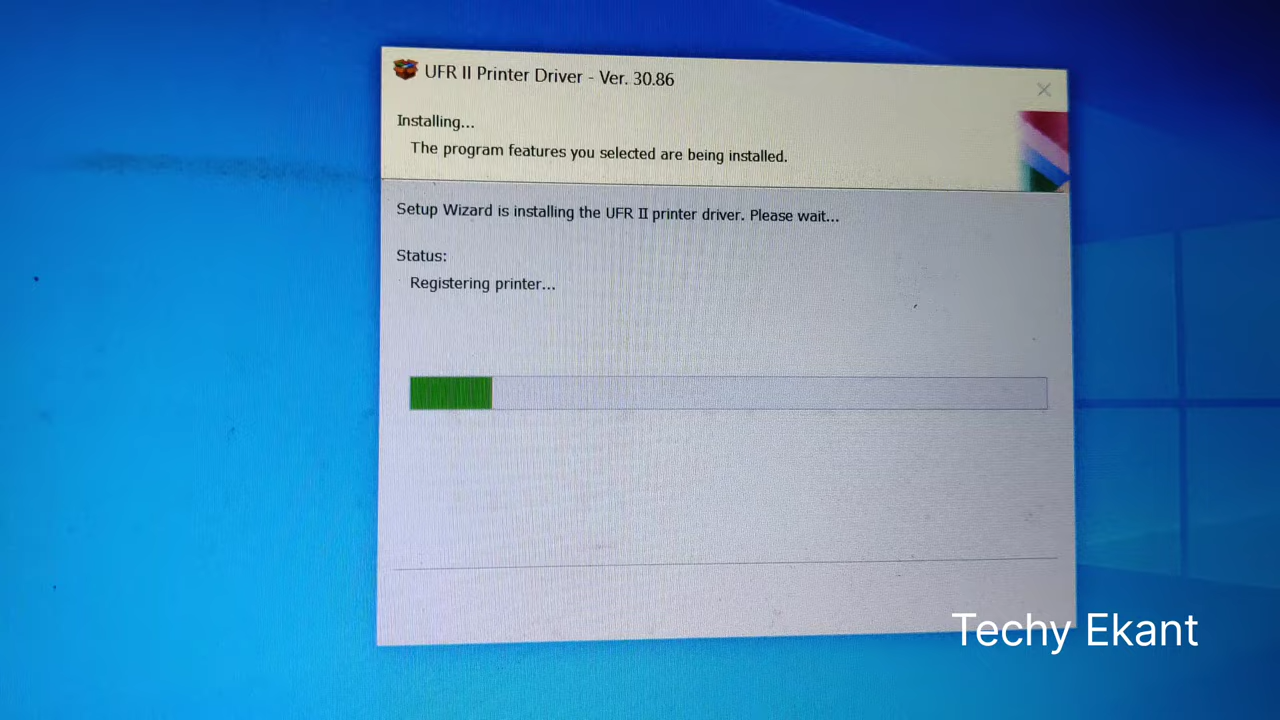 UFR II Printer Driver - Ver. 30.86
Installing...
The program features you selected are being installed.
Setup Wizard is installing the UFR II printer driver. Please wait...
Status:
Registering printer...
Techy Ekant